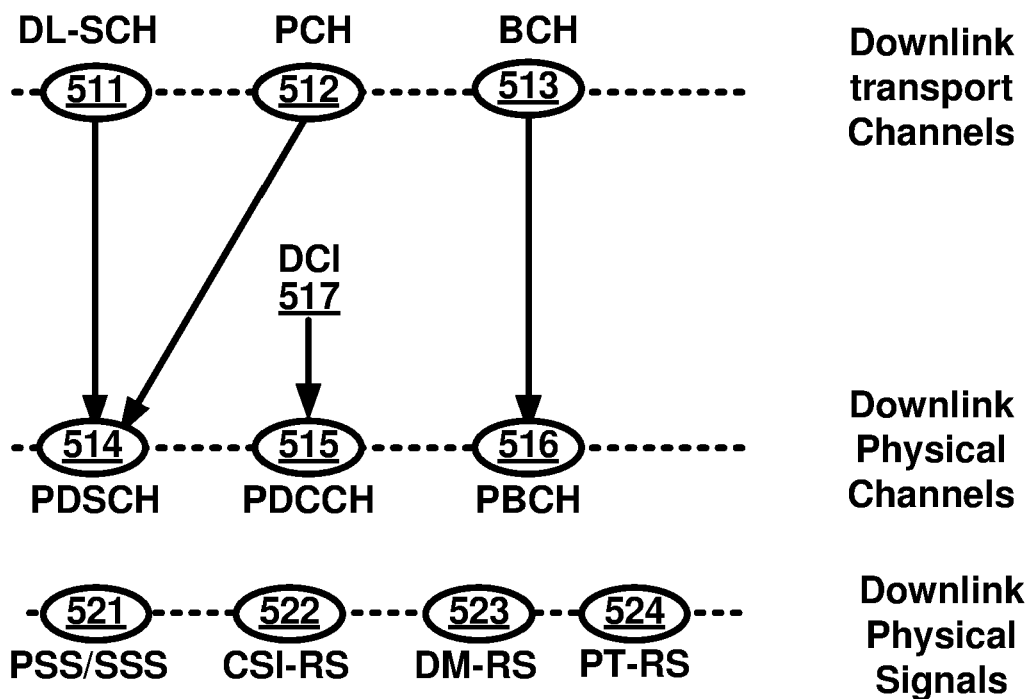 DL-SCH PCH BCH
511 512 513
Downlink
transport
Channels
DCI
517
514 515 516
PDSCH PDCCH PBCH
Downlink
Physical
Channels
521 522 523 524
PSS/SSS CSI-RS DM-RS PT-RS
Downlink
Physical
Signals